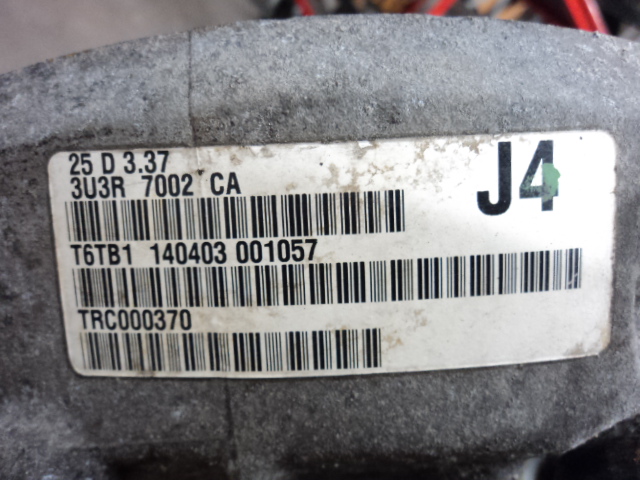 25 D 3.37
J4
3U3R 7002 CA
T6TB1 140403 001057
TRC000370